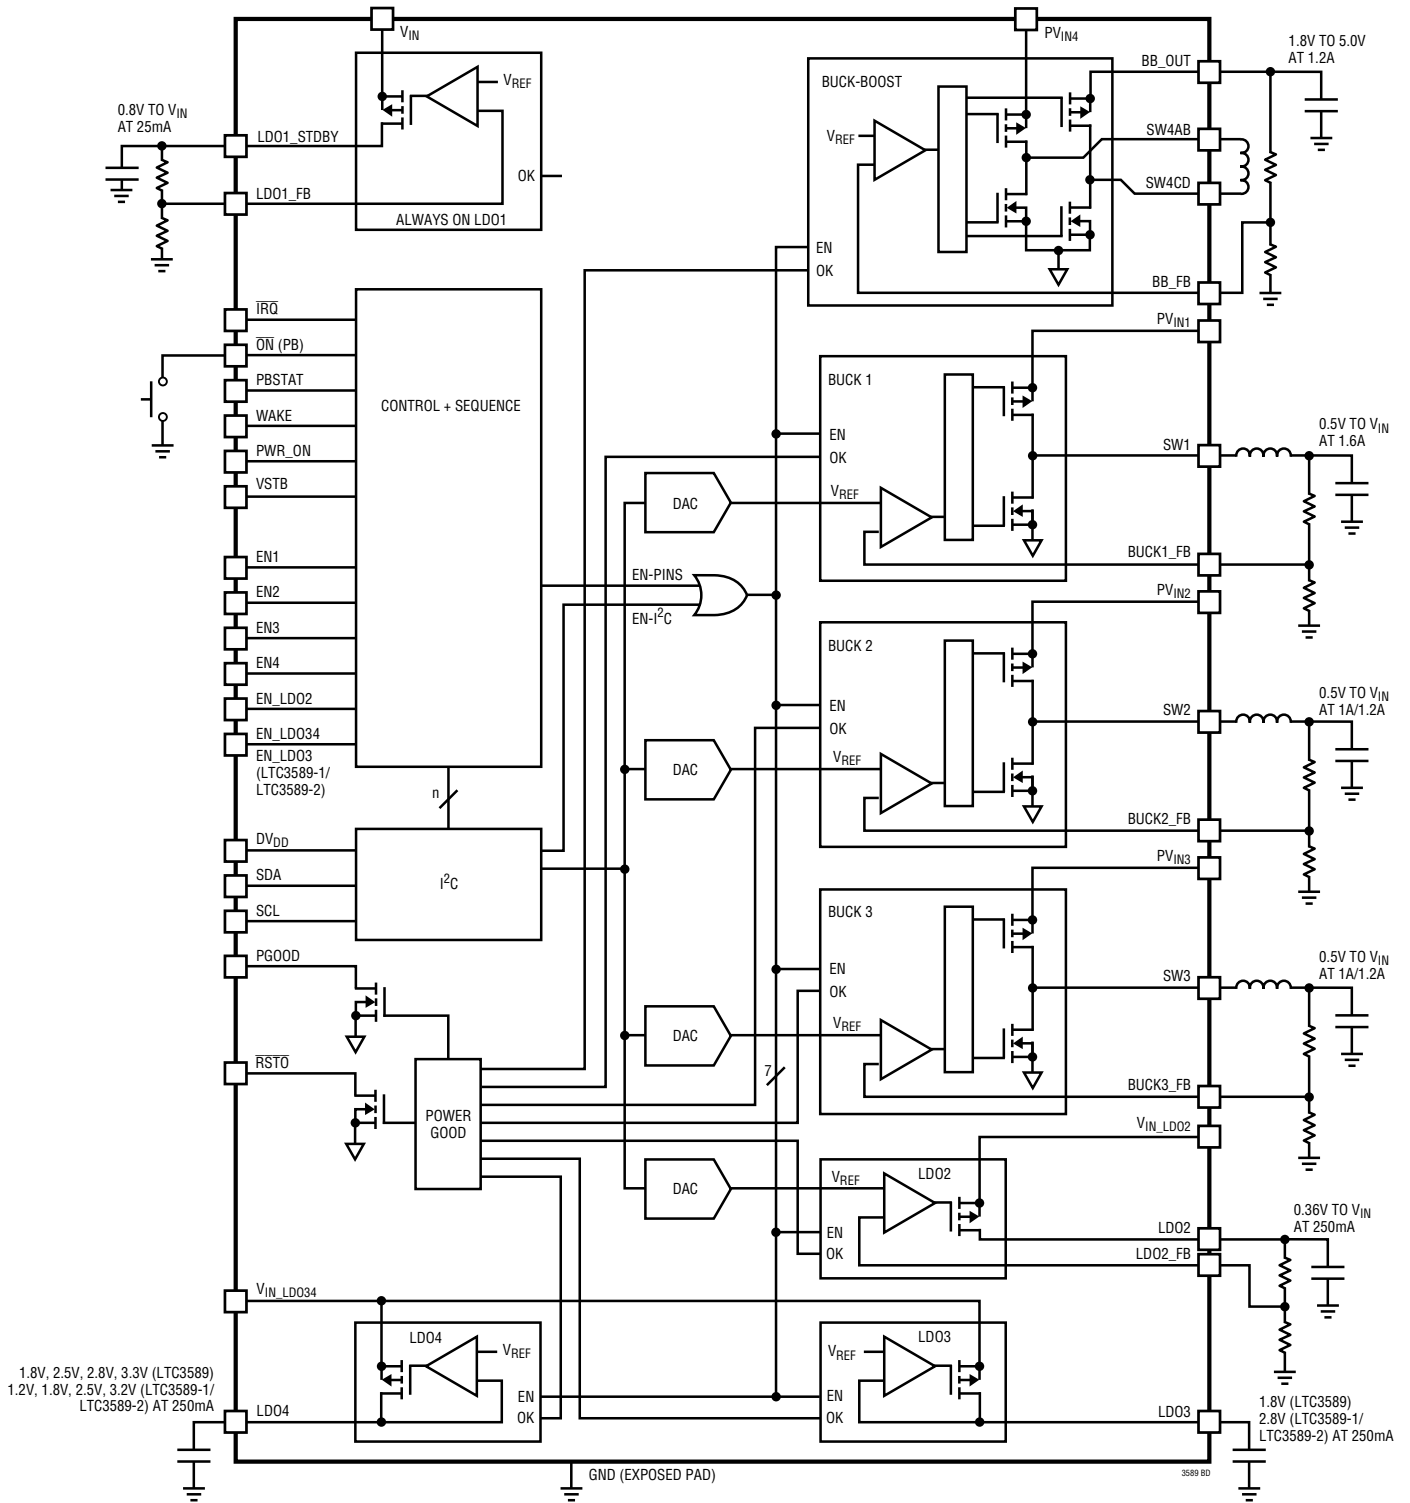 VIN
PVIN4
1.8V TO 5.0V
AT 1.2A
BB_OUT
BUCK-BOOST
VREF
0.8V TO VIN
AT 25mA
LDO1_STDBY
VREF
SW4AB
OK
SW4CD
LDO1_FB
ALWAYS ON LDO1
EN
OK
BB_FB
IRQ
PVIN1
ON (PB)
PBSTAT
BUCK 1
WAKE
CONTROL + SEQUENCE
0.5V TO VIN
AT 1.6A
EN
SW1
PWR_ON
OK
VSTB
DAC
VREF
EN1
BUCK1_FB
EN-PINS
PVIN2
EN2
EN-I2C
EN3
BUCK 2
EN4
0.5V TO VIN
AT 1A/1.2A
EN_LDO2
EN
SW2
OK
EN_LDO34
EN_LDO3
(LTC3589-1/
LTC3589-2)
DAC
VREF
n
BUCK2_FB
DVDD
PVIN3
SDA
I2C
SCL
BUCK 3
PGOOD
0.5V TO VIN
AT 1A/1.2A
EN
SW3
OK
DAC
VREF
RSTO
7
BUCK3_FB
POWER
GOOD
VIN_LDO2
DAC
VREF
LDO2
0.36V TO VIN
AT 250mA
EN
LDO2
OK
LDO2_FB
VIN_LDO34
LDO4
VREF
VREF
LDO3
1.8V, 2.5V, 2.8V, 3.3V (LTC3589)
1.2V, 1.8V, 2.5V, 3.2V (LTC3589-1/
LTC3589-2) AT 250mA
EN
EN
LDO4
OK
OK
LDO3
1.8V (LTC3589)
2.8V (LTC3589-1/
LTC3589-2) AT 250mA
GND (EXPOSED PAD)
3589 BD